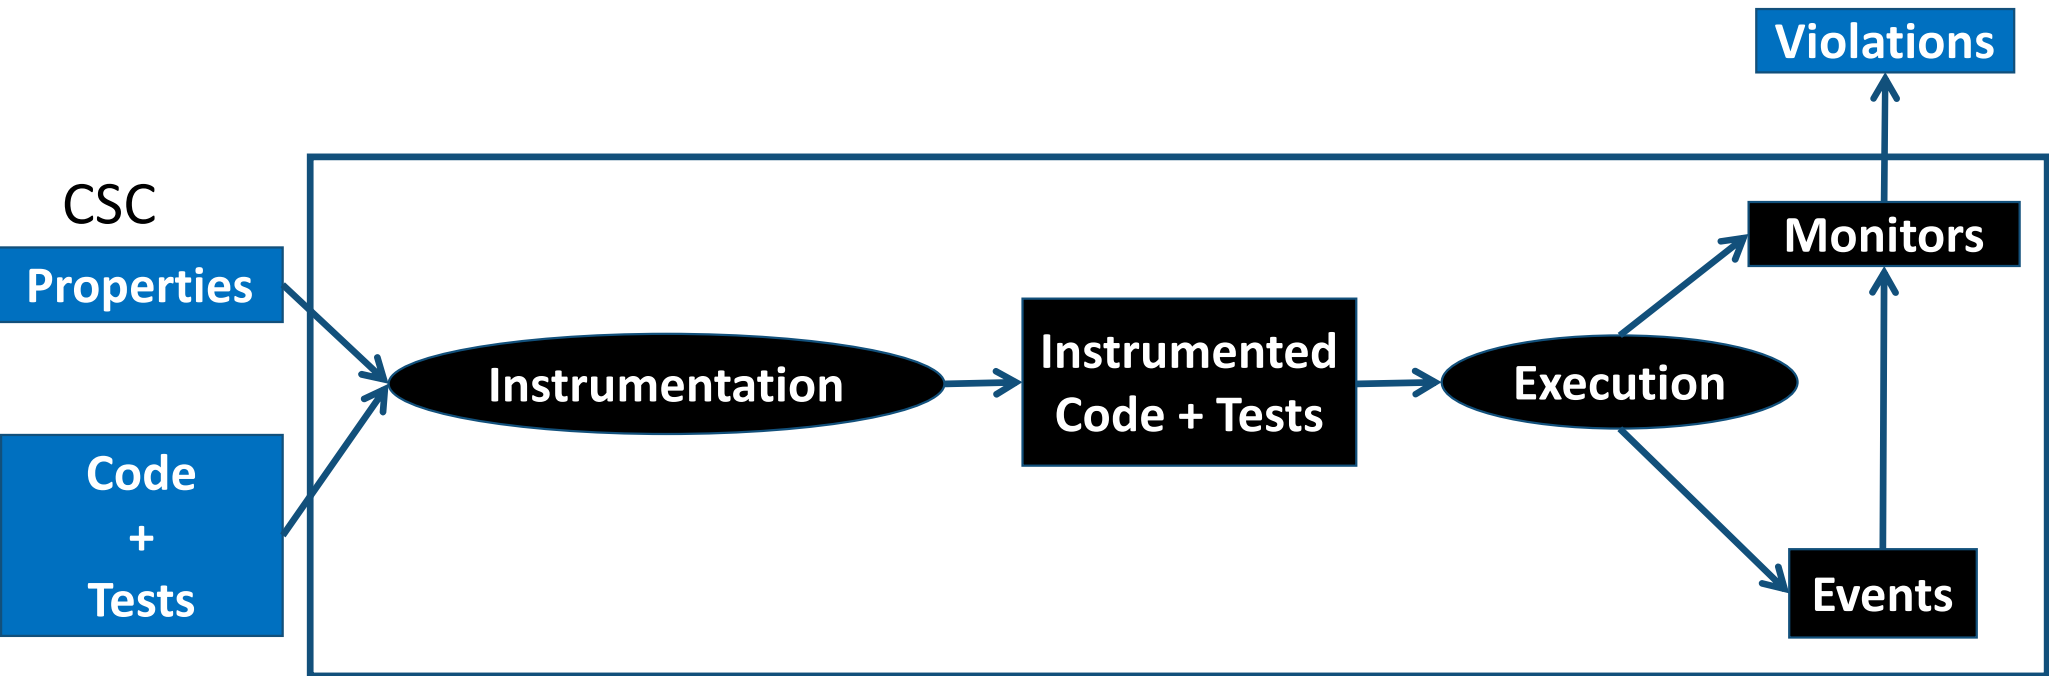 Violations
CSC
Properties
Monitors
Instrumentation
Instrumented
Code + Tests
Execution
Code
+
Tests
Events